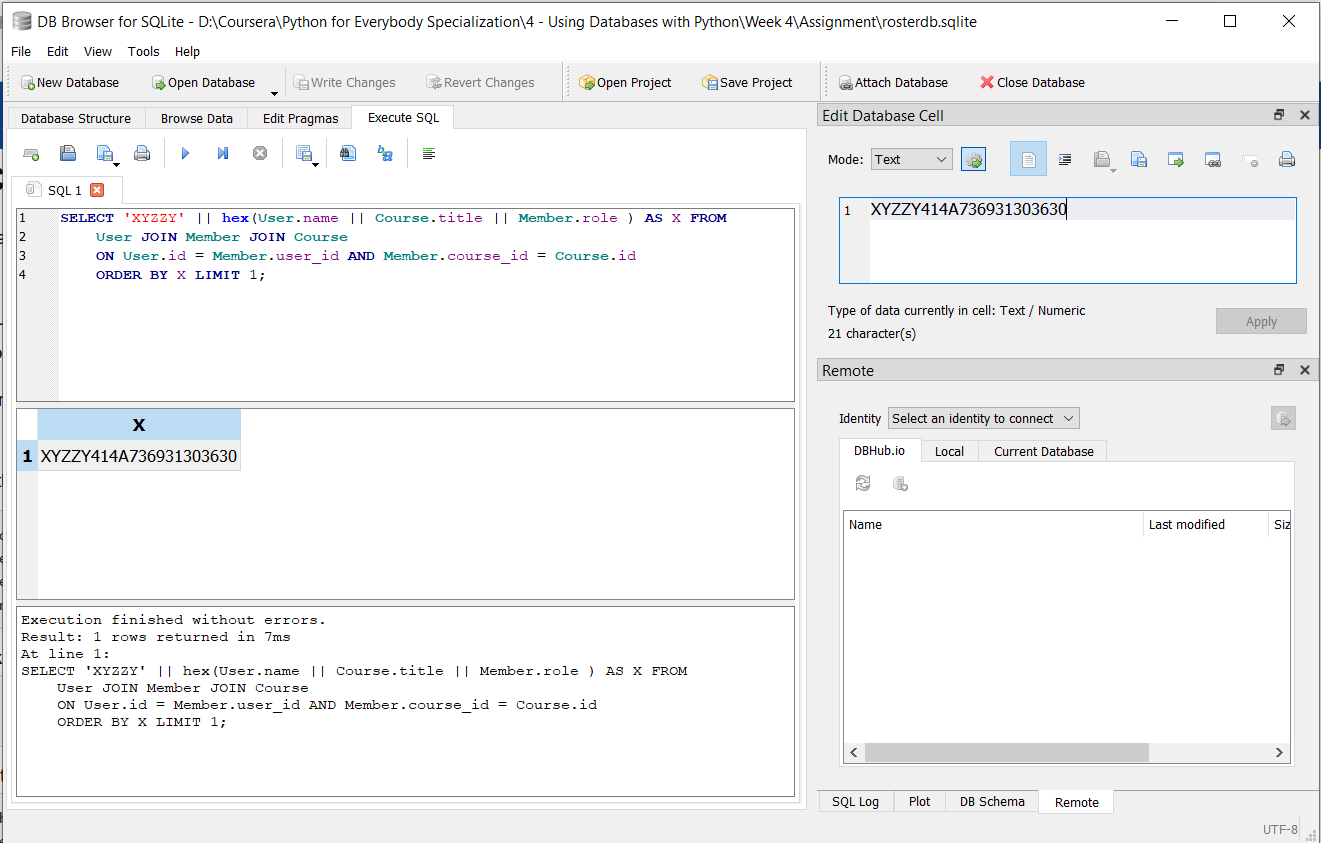 DB Browser for SQLite - D:\Coursera\Python for Everybody Specialization\4 - Using Databases with Python\Week 4\Assignment\rosterdb.sqlite
File Edit View Tools Help
New Database Open Database Write Changes Revert Changes Open Project Save Project Attach Database Close Database
Database Structure Browse Data Edit Pragmas Execute SQL
SQL 1
1 SELECT 'XYZZY' || hex(User.name || Course.title || Member.role ) AS X FROM
2 User JOIN Member JOIN Course
3 ON User.id = Member.user_id AND Member.course_id = Course.id
4 ORDER BY X LIMIT 1;
X
1 XYZZY414A736931303630
Execution finished without errors.
Result: 1 rows returned in 7ms
At line 1:
SELECT 'XYZZY' || hex(User.name || Course.title || Member.role ) AS X FROM
User JOIN Member JOIN Course
ON User.id = Member.user_id AND Member.course_id = Course.id
ORDER BY X LIMIT 1;
Edit Database Cell
Mode: Text
1 XYZZY414A736931303630
Type of data currently in cell: Text / Numeric
21 character(s)
Apply
Remote
Identity Select an identity to connect
DBHub.io Local Current Database
Name Last modified Siz
SQL Log Plot DB Schema Remote
UTF-8